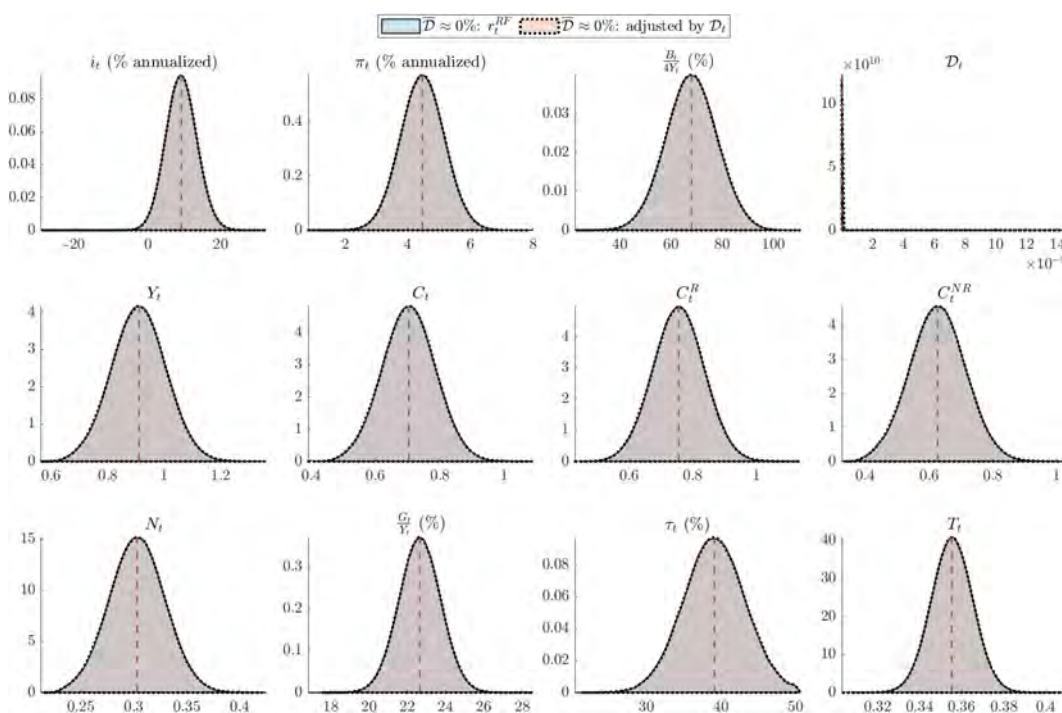 D̅ ≈ 0%: r_t^{RF} D̅ ≈ 0%: adjusted by D_t
i_t (% annualized) π_t (% annualized) B_t/4Y_t (%) D_t
0.08 0.06 0.04 0.02 0
-20 0 20
0.4 0.2 0
2 4 6 8
0.03 0.02 0.01 0
40 60 80 100
×10^{10}
10 5 0
2 4 6 8 10 12 14
Y_t C_t C_t^R C_t^{NR}
4 3 2 1 0
0.6 0.8 1 1.2
4 3 2 1 0
0.4 0.6 0.8 1
4 3 2 1 0
0.6 0.8 1
4 2 0
0.4 0.6 0.8 1
N_t G_t/Y_t (%) τ_t (%) T_t
15 10 5 0
0.25 0.3 0.35 0.4
0.3 0.2 0.1 0
18 20 22 24 26 28
0.08 0.06 0.04 0.02 0
30 40 50
40 30 20 10 0
0.32 0.34 0.36 0.38 0.4